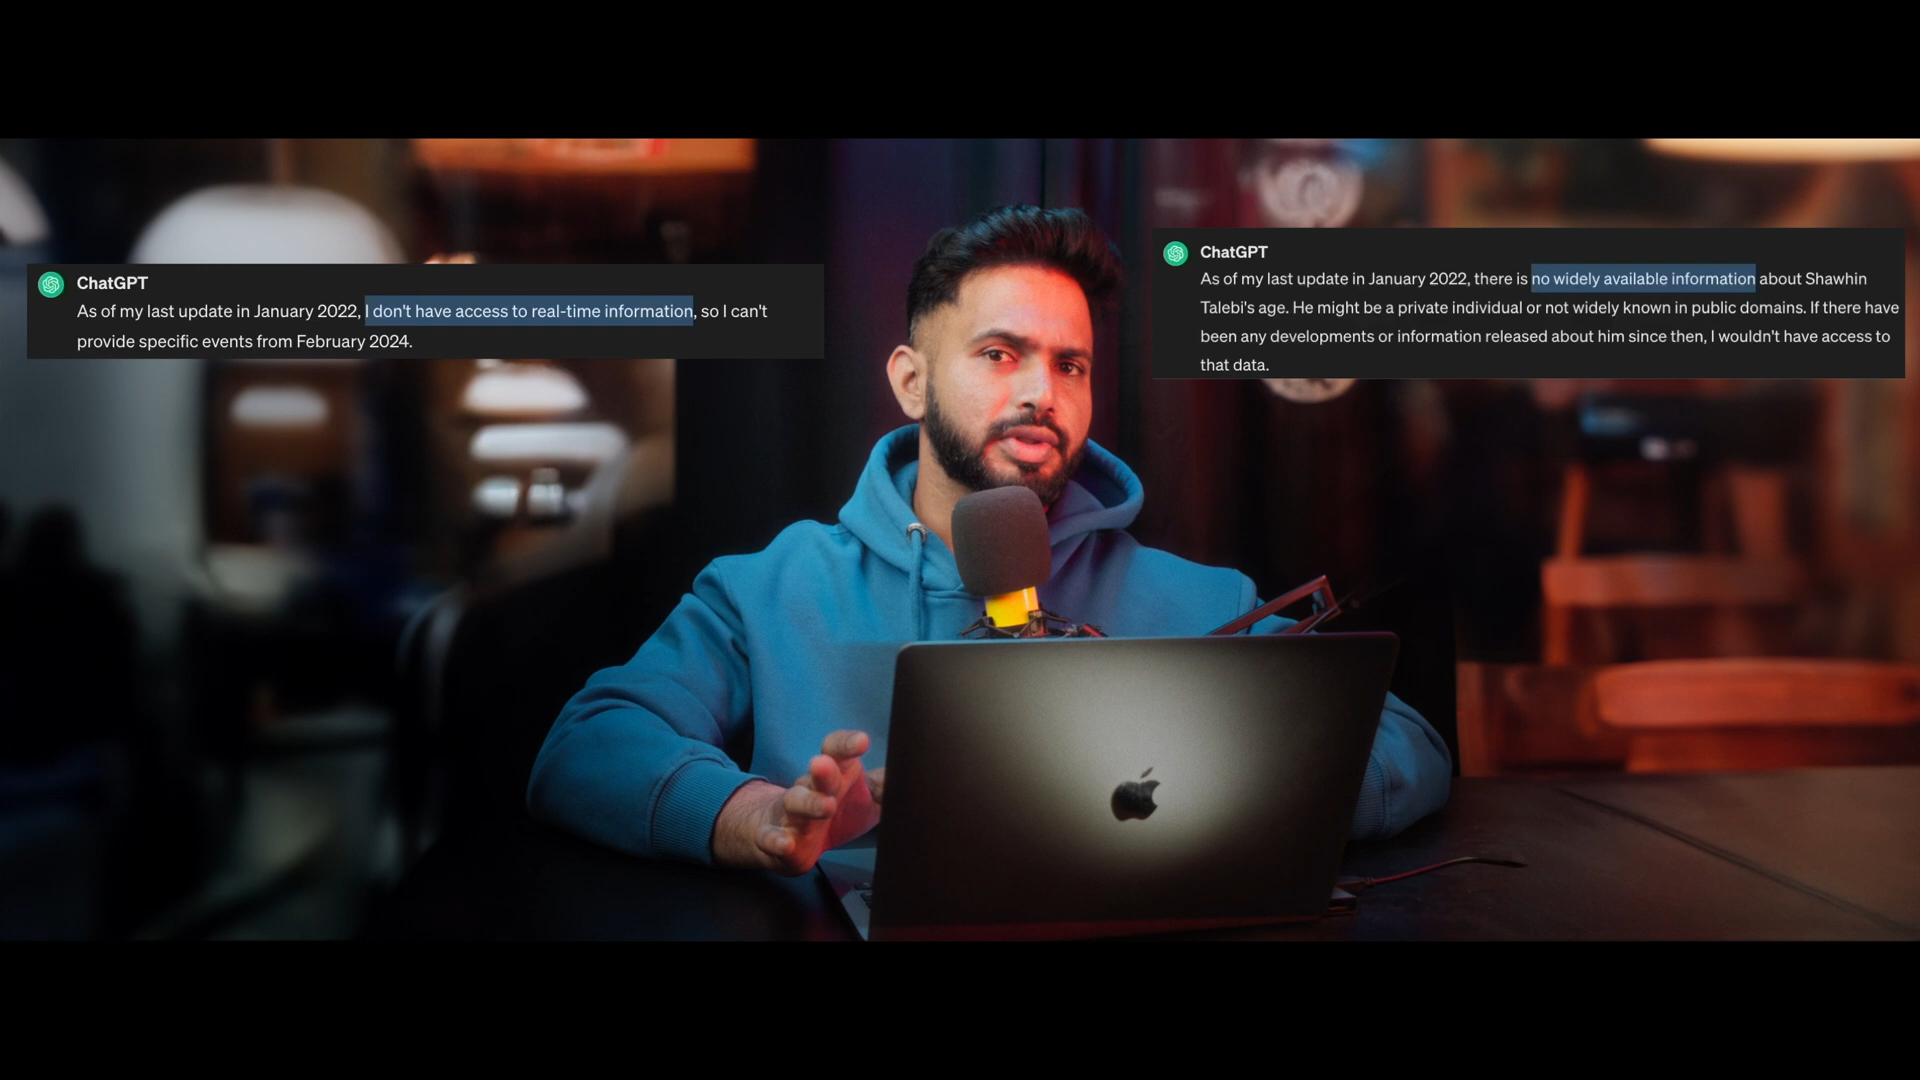 ChatGPT
As of my last update in January 2022, I don't have access to real-time information, so I can't
provide specific events from February 2024.
ChatGPT
As of my last update in January 2022, there is no widely available information about Shawhin
Talebi's age. He might be a private individual or not widely known in public domains. If there have
been any developments or information released about him since then, I wouldn't have access to
that data.